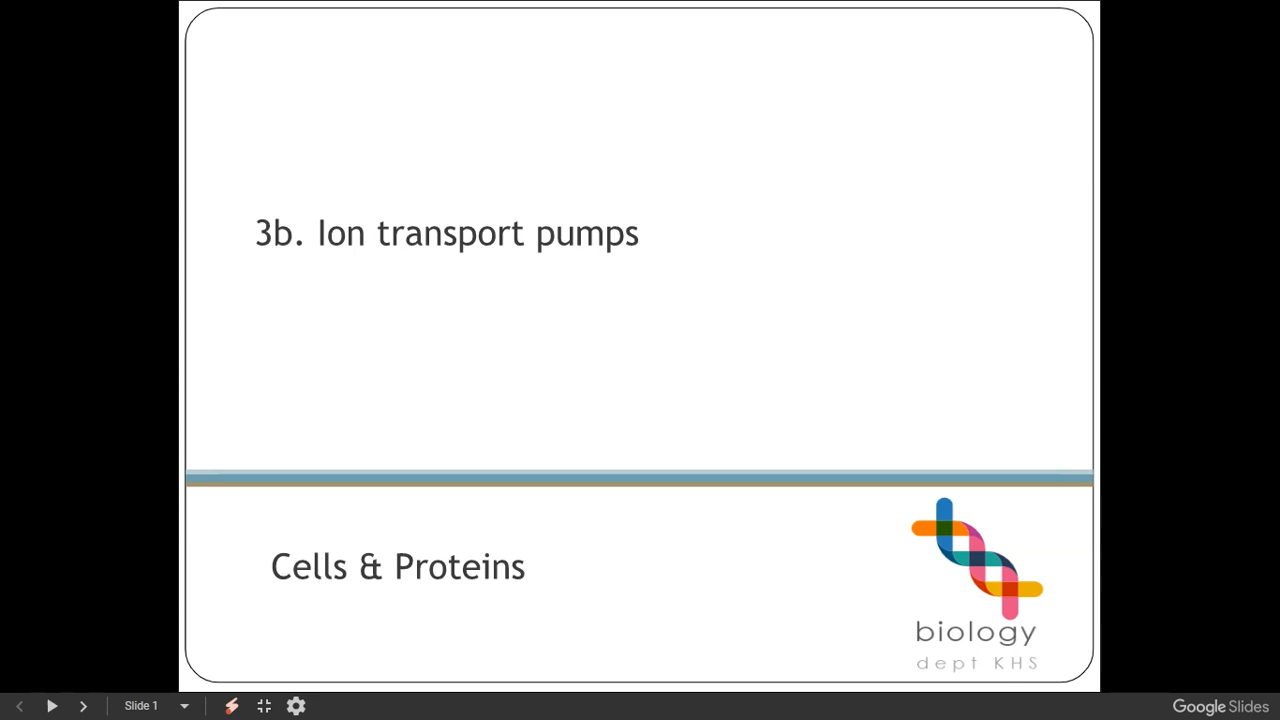 3b. Ion transport pumps
Cells & Proteins
biology
dept KHS
Slide 1
Google Slides